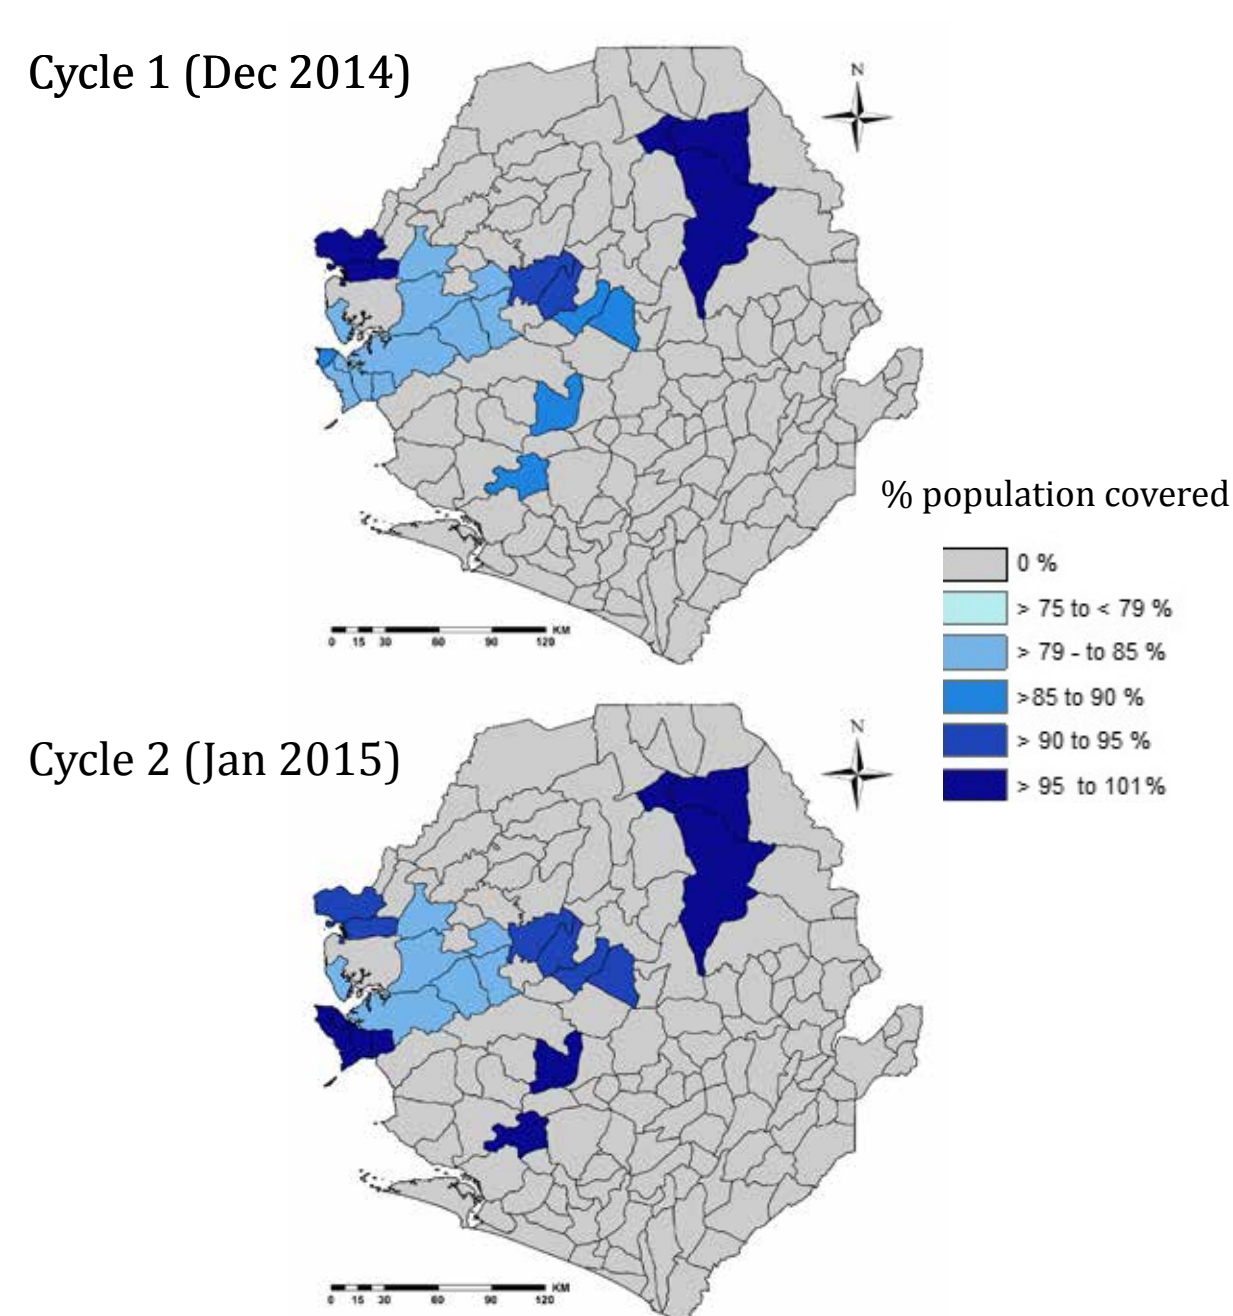 Cycle 1 (Dec 2014)
N
0 15 30 60 90 120 KM
% population covered
0 %
> 75 to < 79 %
> 79 - to 85 %
>85 to 90 %
> 90 to 95 %
> 95 to 101%
Cycle 2 (Jan 2015)
N
0 15 30 60 90 120 KM